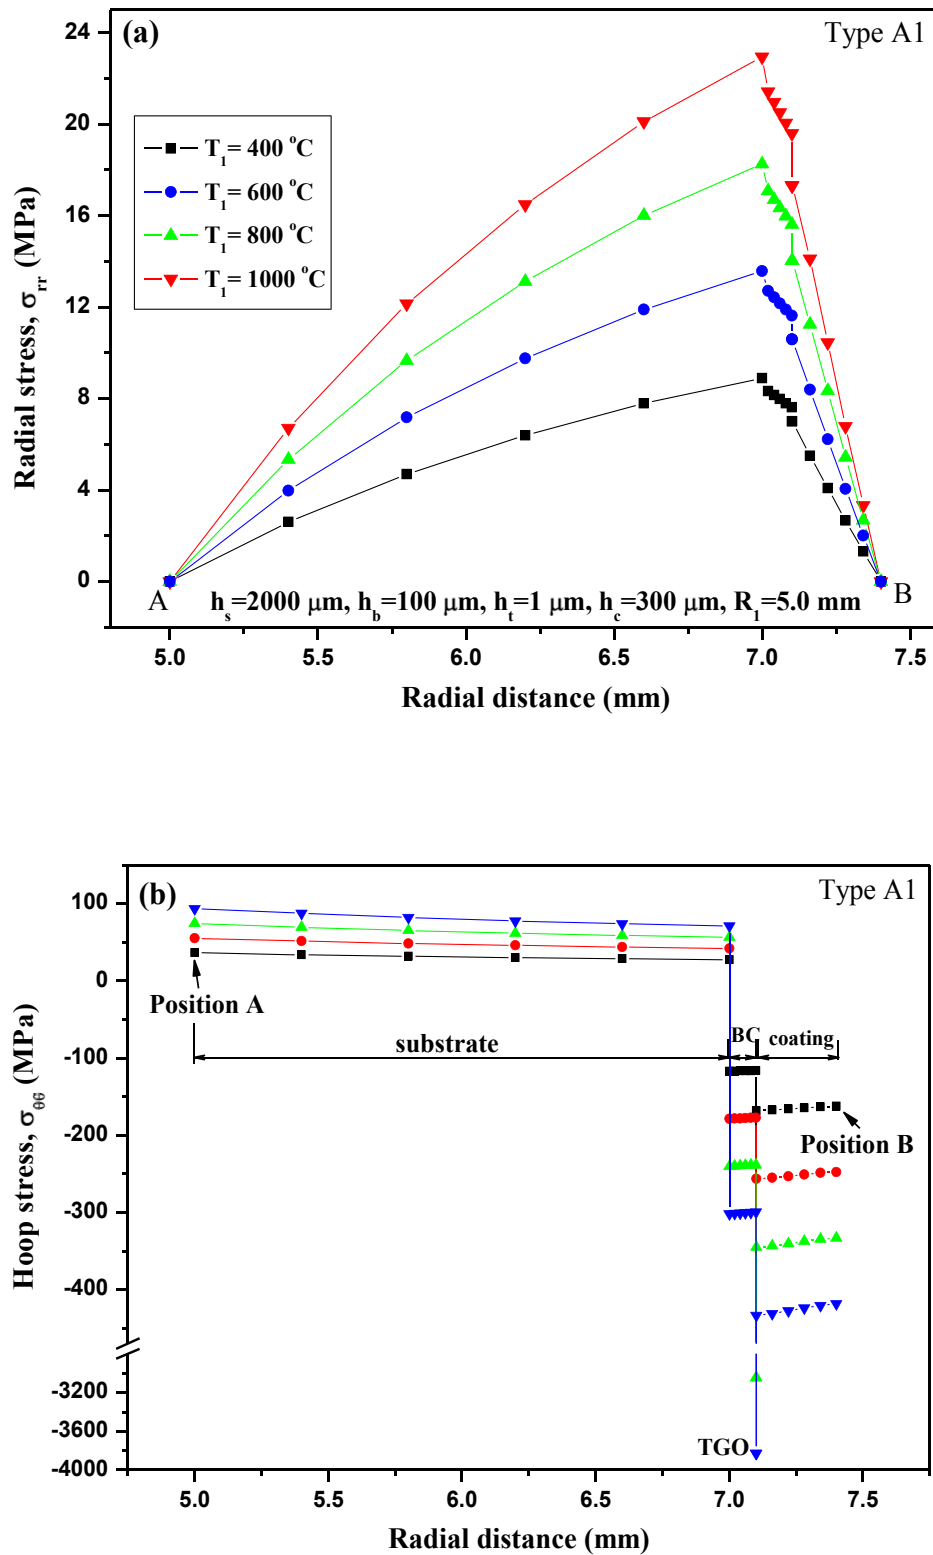 (a)
Type A1
24
20
16
12
8
4
0
Radial stress, σrr (MPa)
T1= 400 °C
T1= 600 °C
T1= 800 °C
T1= 1000 °C
A
B
hs=2000 μm, hb=100 μm, ht=1 μm, hc=300 μm, R1=5.0 mm
5.0 5.5 6.0 6.5 7.0 7.5
Radial distance (mm)
(b)
Type A1
100
0
-100
-200
-300
-400
-3200
-3600
-4000
Hoop stress, σθθ (MPa)
Position A
substrate
BC
coating
Position B
TGO
5.0 5.5 6.0 6.5 7.0 7.5
Radial distance (mm)